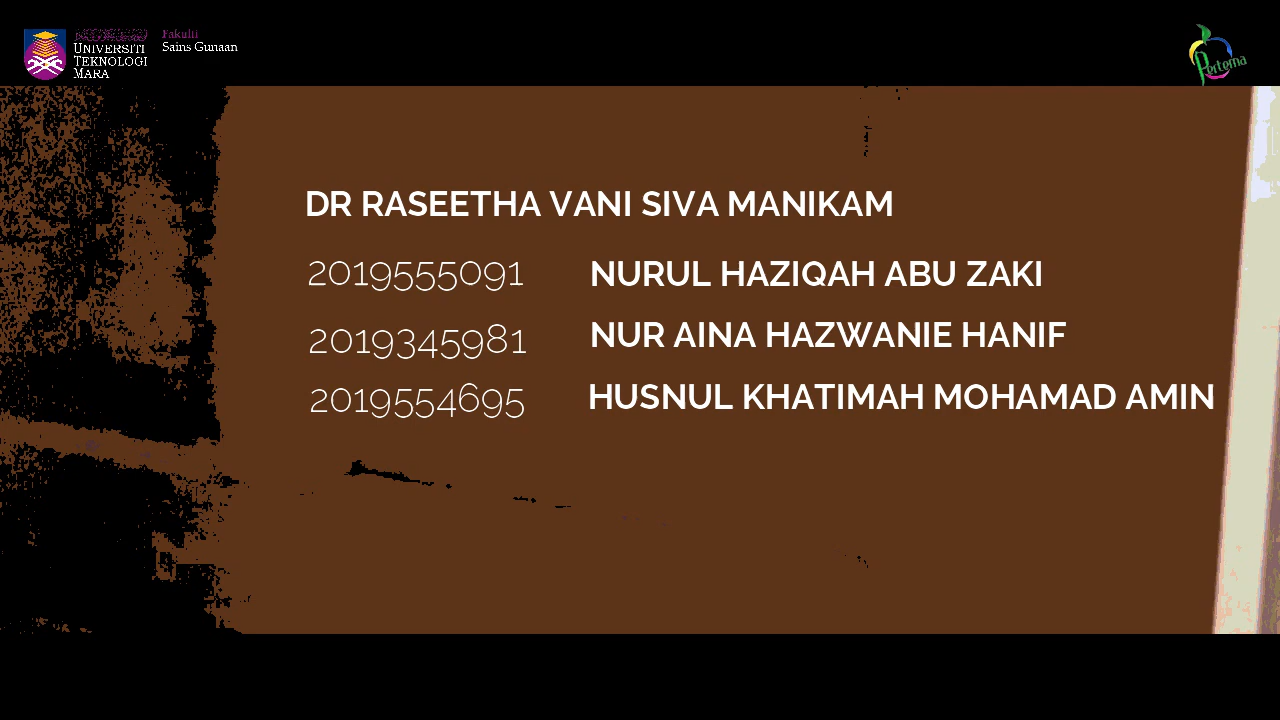 UNIVERSITI
TEKNOLOGI
MARA
Fakulti
Sains Gunaan
Pertema
DR RASEETHA VANI SIVA MANIKAM
2019555091 NURUL HAZIQAH ABU ZAKI
2019345981 NUR AINA HAZWANIE HANIF
2019554695 HUSNUL KHATIMAH MOHAMAD AMIN